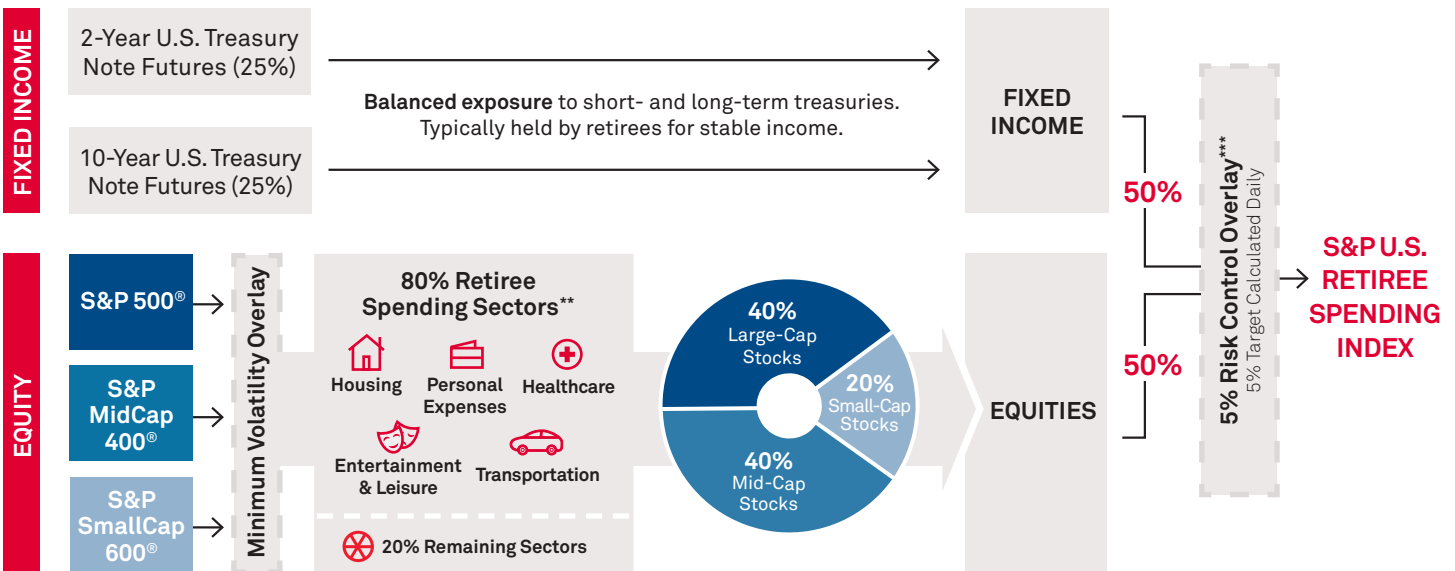 FIXED INCOME
2-Year U.S. Treasury
Note Futures (25%)
10-Year U.S. Treasury
Note Futures (25%)
Balanced exposure to short- and long-term treasuries.
Typically held by retirees for stable income.
FIXED
INCOME
50%
EQUITY
S&P 500®
S&P
MidCap
400®
S&P
SmallCap
600®
Minimum Volatility Overlay
80% Retiree
Spending Sectors**
Housing
Personal
Expenses
Healthcare
Entertainment
& Leisure
Transportation
20% Remaining Sectors
40%
Large-Cap
Stocks
20%
Small-Cap
Stocks
40%
Mid-Cap
Stocks
EQUITIES
50%
5% Risk Control Overlay***
5% Target Calculated Daily
S&P U.S.
RETIREE
SPENDING
INDEX